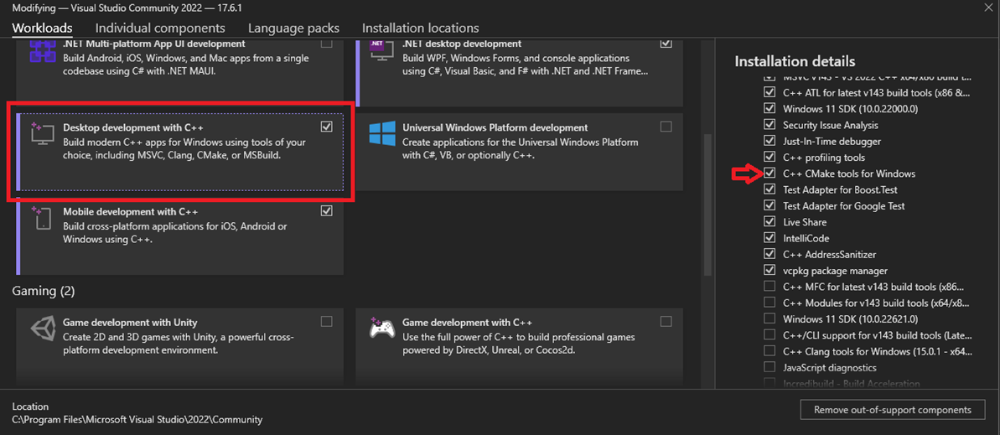 Modifying — Visual Studio Community 2022 — 17.6.1
Workloads
Individual components
Language packs
Installation locations
.NET Multi-platform App UI development
Build Android, iOS, Windows, and Mac apps from a single
codebase using C# with .NET MAUI.
.NET
.NET desktop development
Build WPF, Windows Forms, and console applications
using C#, Visual Basic, and F# with .NET and .NET Frame...
Desktop development with C++
Build modern C++ apps for Windows using tools of your
choice, including MSVC, Clang, CMake, or MSBuild.
Universal Windows Platform development
Create applications for the Universal Windows Platform
with C#, VB, or optionally C++.
Mobile development with C++
Build cross-platform applications for iOS, Android or
Windows using C++.
Gaming (2)
Game development with Unity
Create 2D and 3D games with Unity, a powerful cross-
platform development environment.
Game development with C++
Use the full power of C++ to build professional games
powered by DirectX, Unreal, or Cocos2d.
Installation details
MSVC v143 - VS 2022 C++ x64/x86 build t...
C++ ATL for latest v143 build tools (x86 &...
Windows 11 SDK (10.0.22000.0)
Security Issue Analysis
Just-In-Time debugger
C++ profiling tools
C++ CMake tools for Windows
Test Adapter for Boost.Test
Test Adapter for Google Test
Live Share
IntelliCode
C++ AddressSanitizer
vcpkg package manager
C++ MFC for latest v143 build tools (x86...
C++ Modules for v143 build tools (x64/x8...
Windows 11 SDK (10.0.22621.0)
C++/CLI support for v143 build tools (Late...
C++ Clang tools for Windows (15.0.1 - x64...
JavaScript diagnostics
Incredibuild - Build Acceleration
Location
C:\Program Files\Microsoft Visual Studio\2022\Community
Remove out-of-support components